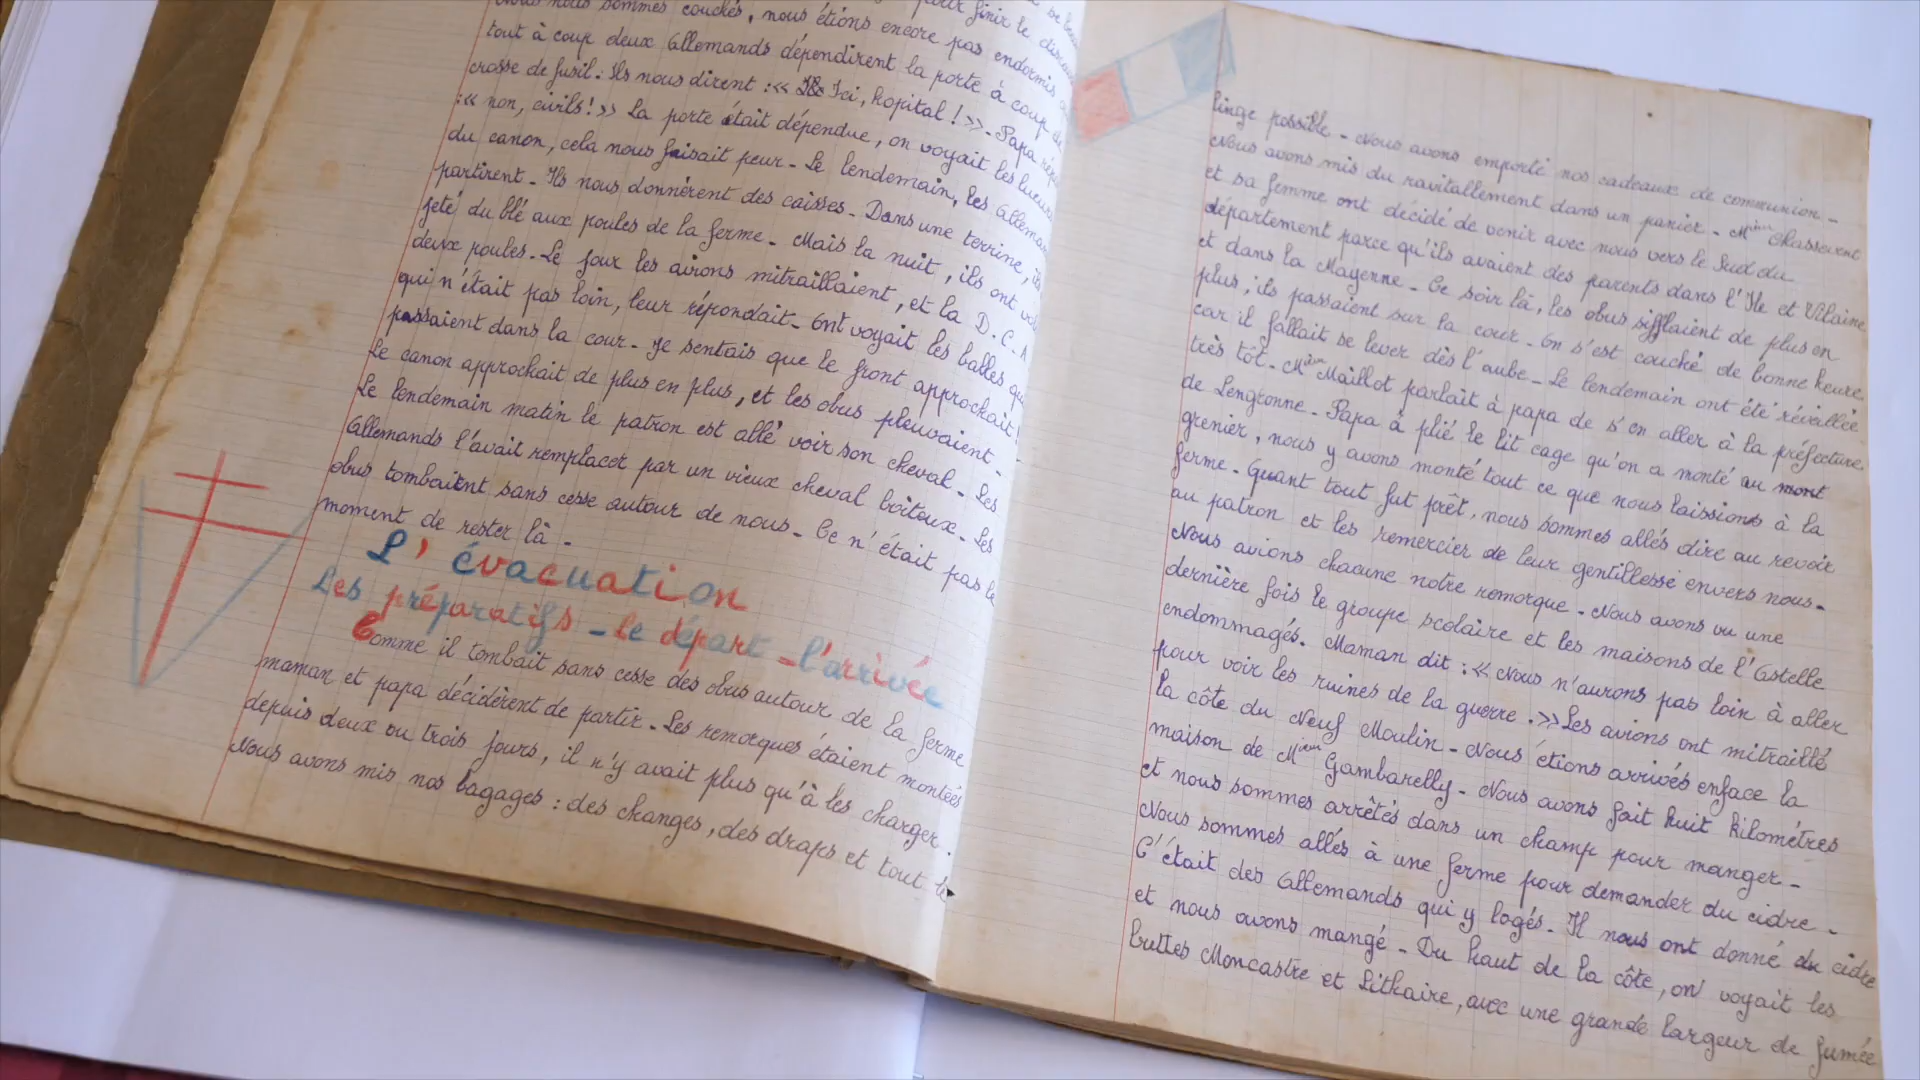 Nous nous sommes couchés, nous étions encore pas endormis
tout à coup deux Allemands dépendirent la porte à coup de
crosse de fusil. Ils nous dirent : << Ici, hopital ! >> - Papa
: << non, civils ! >> La porte était dépendue, on voyait les lueurs
du canon, cela nous faisait peur - Le lendemain, les Allemands
partirent - Ils nous donnèrent des caisses - Dans une terrine, ils
jeté du blé aux poules de la ferme - Mais la nuit, ils ont
deux poules - Le jour les avions mitraillaient, et la D.C.A
qui n'était pas loin, leur répondait - Ont voyait les balles qui
passaient dans la cour - Je sentais que le front approchait !
Le canon approchait de plus en plus, et les obus pleuvaient -
Le lendemain matin le patron est allé voir son cheval - Les
Allemands l'avait remplacer par un vieux cheval boitoux - Les
obus tombaitnt sans cesse autour de nous - Ce n'était pas le
moment de rester là -
L'évacuation
Les préparatifs - le départ - l'arrivée
Comme il tombait sans cesse des obus autour de la ferme
maman et papa décidèrent de partir - Les remorques étaient montées
depuis deux ou trois jours, il n'y avait plus qu'à les charger.
Nous avons mis nos bagages : des changes, des draps et tout le
linge possible - Nous avons emporté nos cadeaux de communion -
Nous avons mis du ravitallement dans un panier - Mieur Chassevent
et sa femme ont décidé de venir avec nous vers le Sud du
département parce qu'ils avaient des parents dans l'Ile et Vilaine
et dans la Mayenne - Ce soir là, les obus sifflaient de plus en
plus ; ils passaient sur la cour - On s'est couché de bonne heure
car il fallait se lever dès l'aube - Le lendemain ont été réveillée
très tôt - Mieur Maillot parlait à papa de s'en aller à la préfecture
de Lengronne - Papa à plié le lit cage qu'on a monté au mont
grenier, nous y avons monté tout ce que nous laissions à la
ferme - Quant tout fut prêt, nous sommes allés dire au revoir
au patron et les remercier de leur gentillesse envers nous -
Nous avions chacune notre remorque - Nous avons vu une
dernière fois le groupe scolaire et les maisons de l'Estelle
endommagés. Maman dit : << Nous n'aurons pas loin à aller
pour voir les ruines de la guerre. >> Les avions ont mitraillé
la côte du Neuf Moulin - Nous étions arrivés enface la
maison de Mieur Gambarelly - Nous avons fait huit kilomètres
et nous sommes arrêtés dans un champ pour manger -
Nous sommes allés à une ferme pour demander du cidre -
C'était des Allemands qui y logés - Il nous ont donné du cidre
et nous avons mangé - Du haut de la côte, on voyait les
buttes Moncastre et Lithaire, avec une grande largeur de fumée